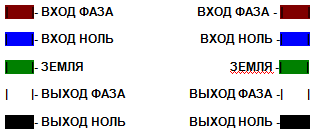 - ВХОД ФАЗА ВХОД ФАЗА -
- ВХОД НОЛЬ ВХОД НОЛЬ -
- ЗЕМЛЯ ЗЕМЛЯ -
- ВЫХОД ФАЗА ВЫХОД ФАЗА -
- ВЫХОД НОЛЬ ВЫХОД НОЛЬ -